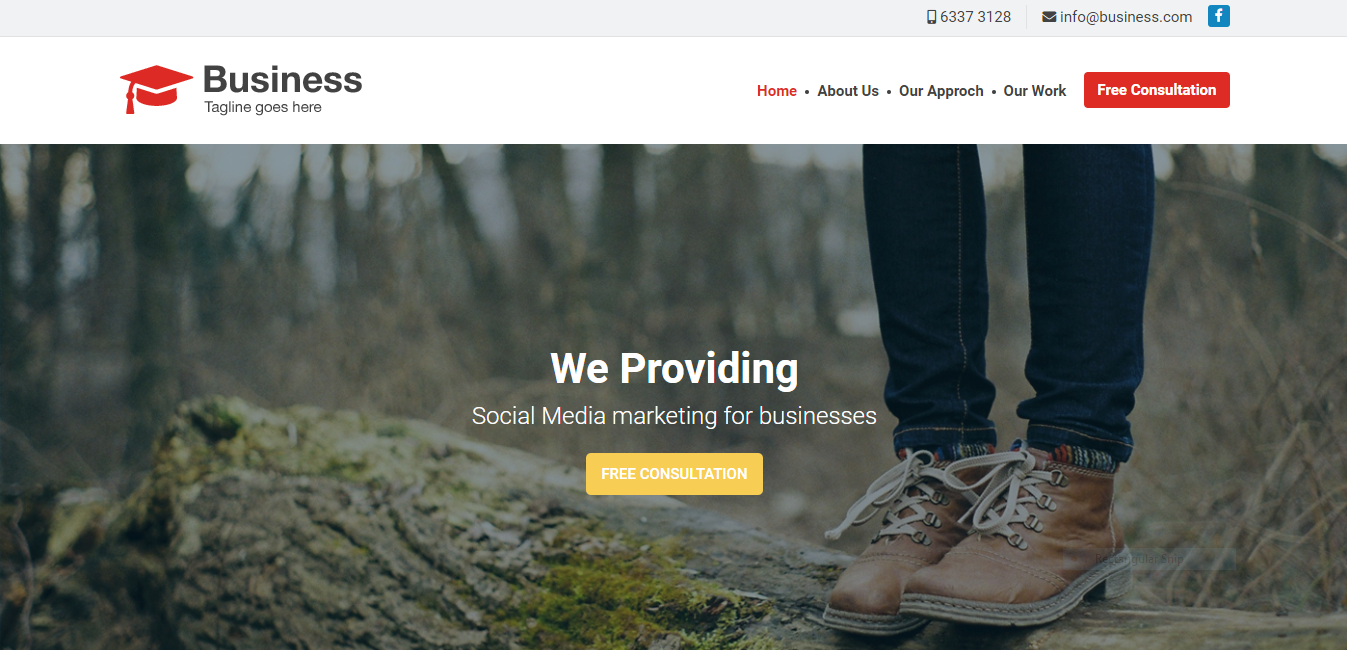 6337 3128 info@business.com f
Business
Tagline goes here
Home • About Us • Our Approch • Our Work Free Consultation
We Providing
Social Media marketing for businesses
FREE CONSULTATION